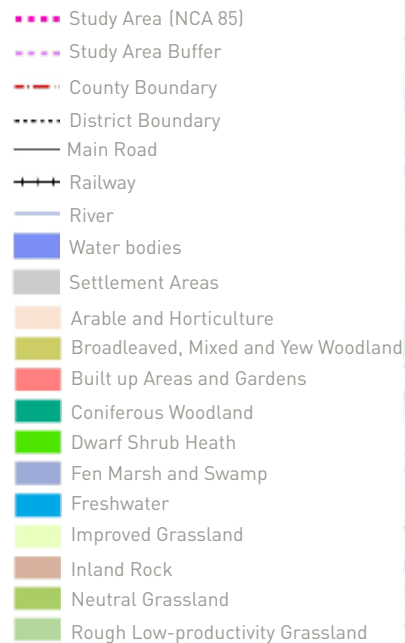 Study Area (NCA 85)
Study Area Buffer
County Boundary
District Boundary
Main Road
Railway
River
Water bodies
Settlement Areas
Arable and Horticulture
Broadleaved, Mixed and Yew Woodland
Built up Areas and Gardens
Coniferous Woodland
Dwarf Shrub Heath
Fen Marsh and Swamp
Freshwater
Improved Grassland
Inland Rock
Neutral Grassland
Rough Low-productivity Grassland